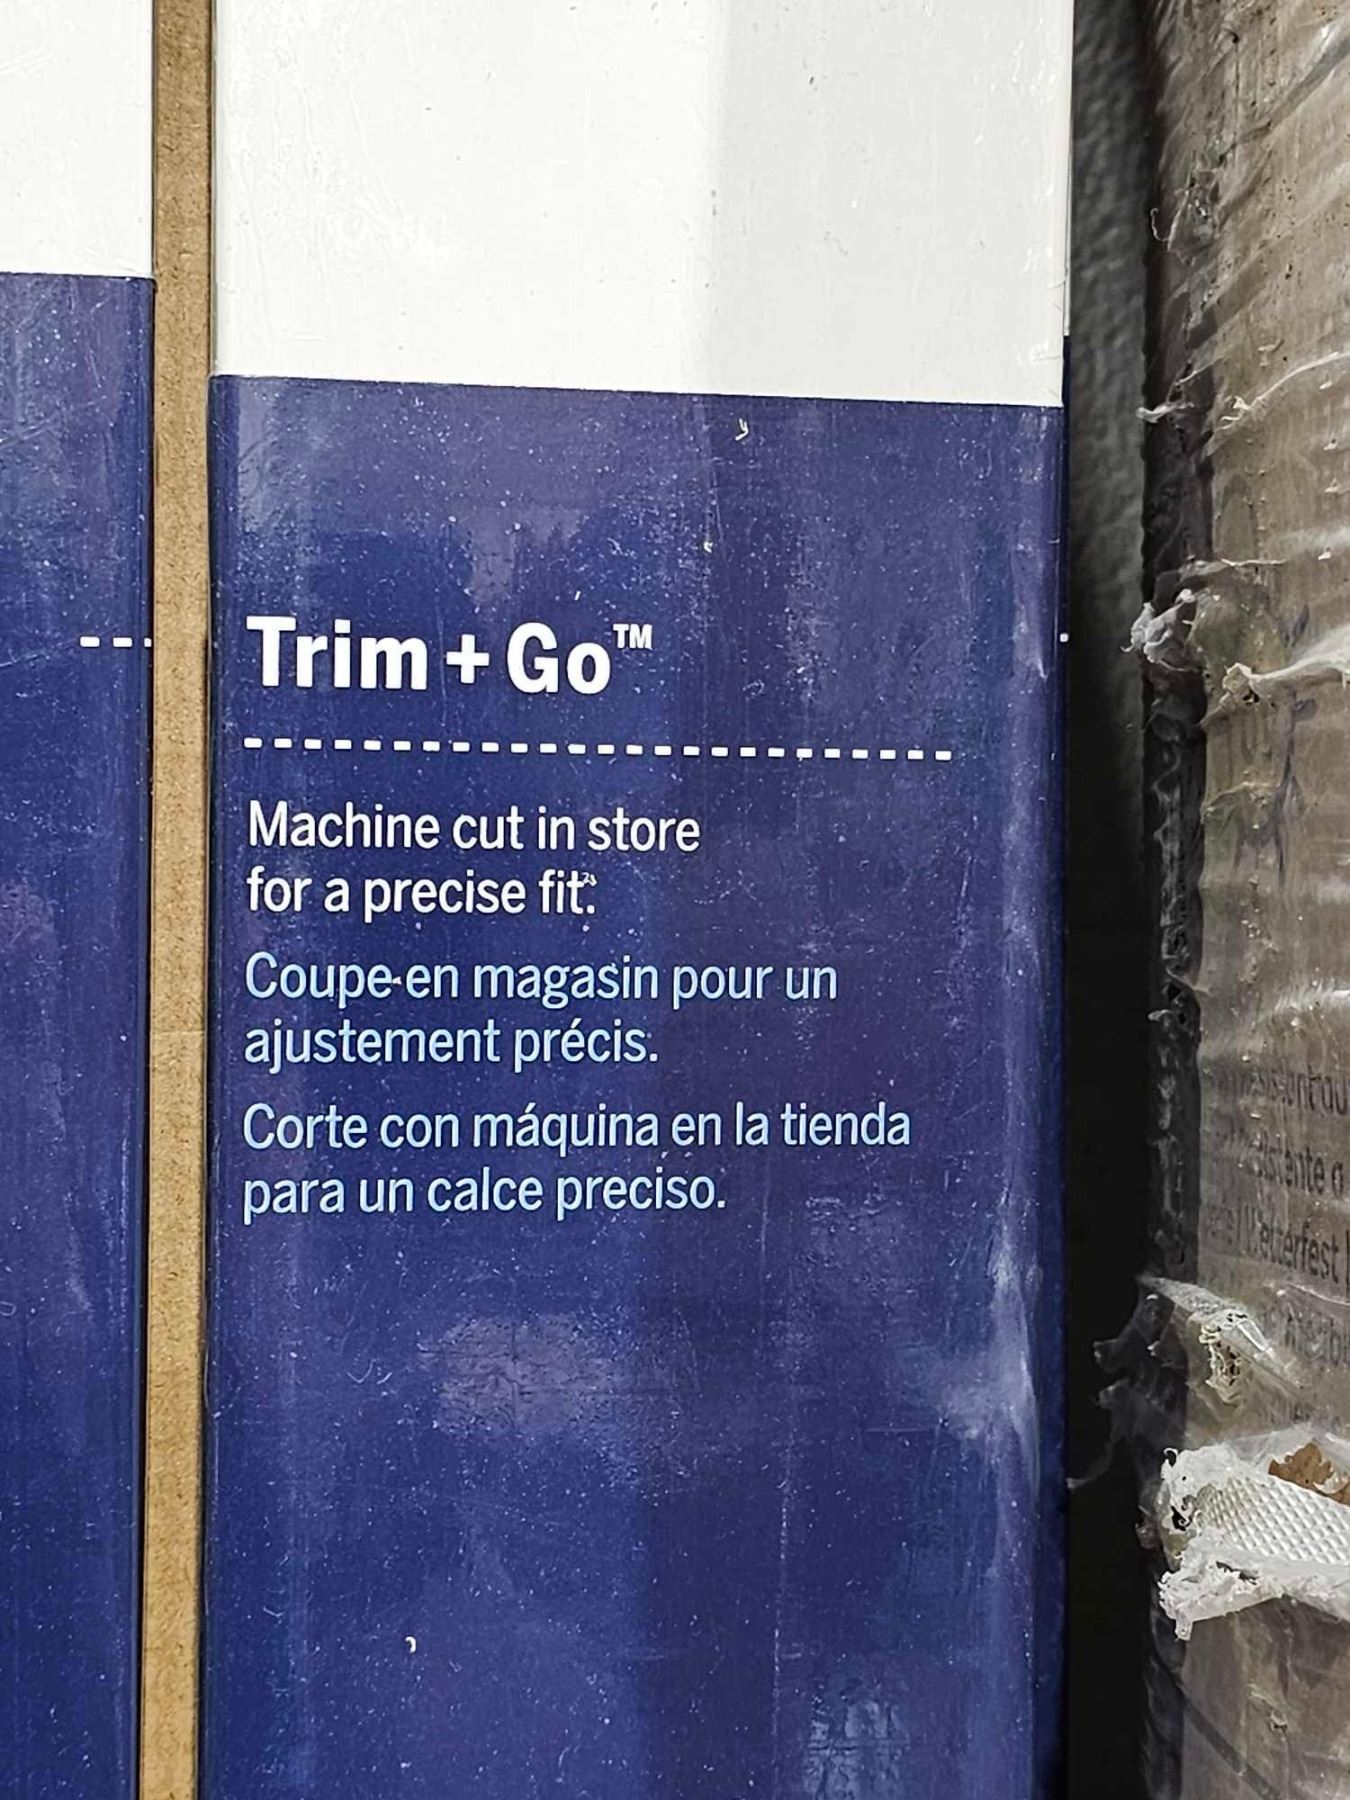 Trim + Go™
Machine cut in store
for a precise fit.
Coupe en magasin pour un
ajustement précis.
Corte con máquina en la tienda
para un calce preciso.